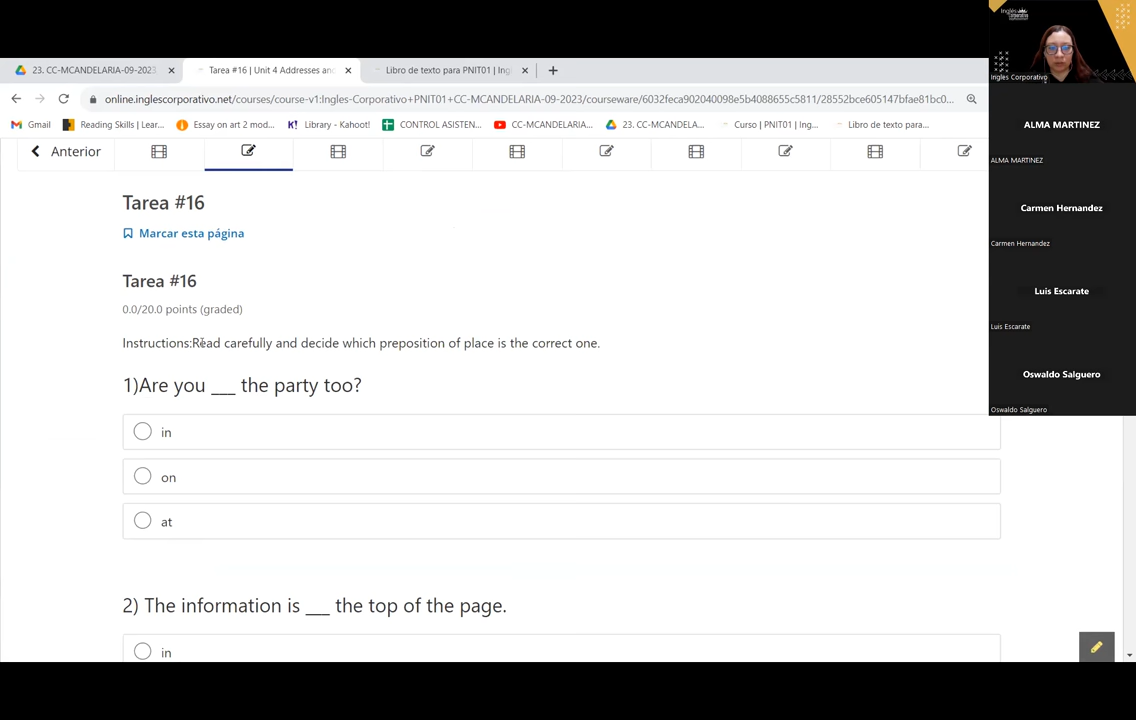 23. CC-MCANDELARIA-09-2023
Tarea #16 | Unit 4 Addresses and
Libro de texto para PNIT01 | Ing
online.inglescorporativo.net/courses/course-v1:Ingles-Corporativo+PNIT01+CC-MCANDELARIA-09-2023/courseware/6032feca902040098e5b4088655c5811/28552bce605147bfae81bc0...
Gmail
Reading Skills | Lear...
Essay on art 2 mod...
Library - Kahoot!
CONTROL ASISTEN...
CC-MCANDELARIA...
23. CC-MCANDELA...
Curso | PNIT01 | Ing...
Libro de texto para...
Anterior
Tarea #16
Marcar esta página
Tarea #16
0.0/20.0 points (graded)
Instructions:Read carefully and decide which preposition of place is the correct one.
1)Are you ___ the party too?
in
on
at
2) The information is ___ the top of the page.
in
Inglés
Corporativo
Ingles Corporativo
ALMA MARTINEZ
ALMA MARTINEZ
Carmen Hernandez
Carmen Hernandez
Luis Escarate
Luis Escarate
Oswaldo Salguero
Oswaldo Salguero